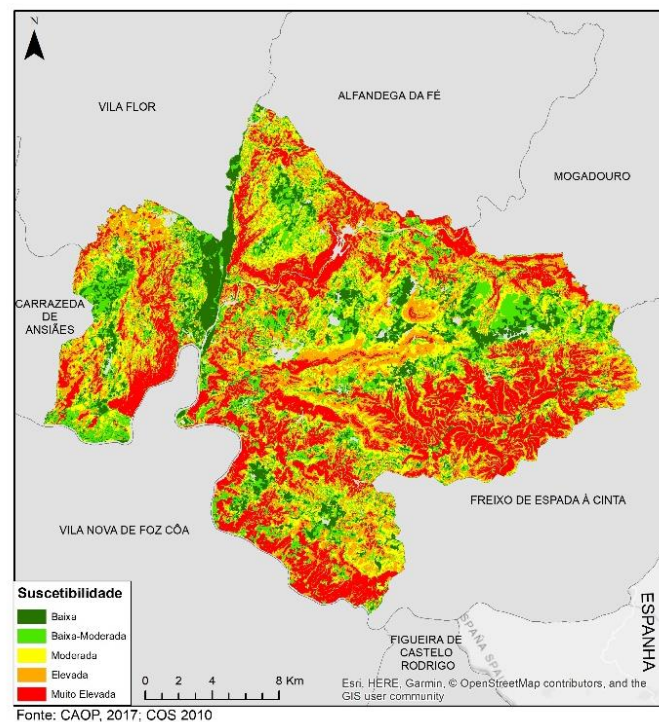 N
VILA FLOR
ALFANDEGA DA FÉ
MOGADOURO
CARRAZEDA
DE
ANSIÃES
VILA NOVA DE FOZ CÔA
FREIXO DE ESPADA À CINTA
FIGUEIRA DE
CASTELO
RODRIGO
ESPANHA
Suscetibilidade
Baixa
Baixa-Moderada
Moderada
Elevada
Muito Elevada
0 2 4 8 Km
Esri, HERE, Garmin, © OpenStreetMap contributors, and the
GIS user community
Fonte: CAOP, 2017; COS 2010